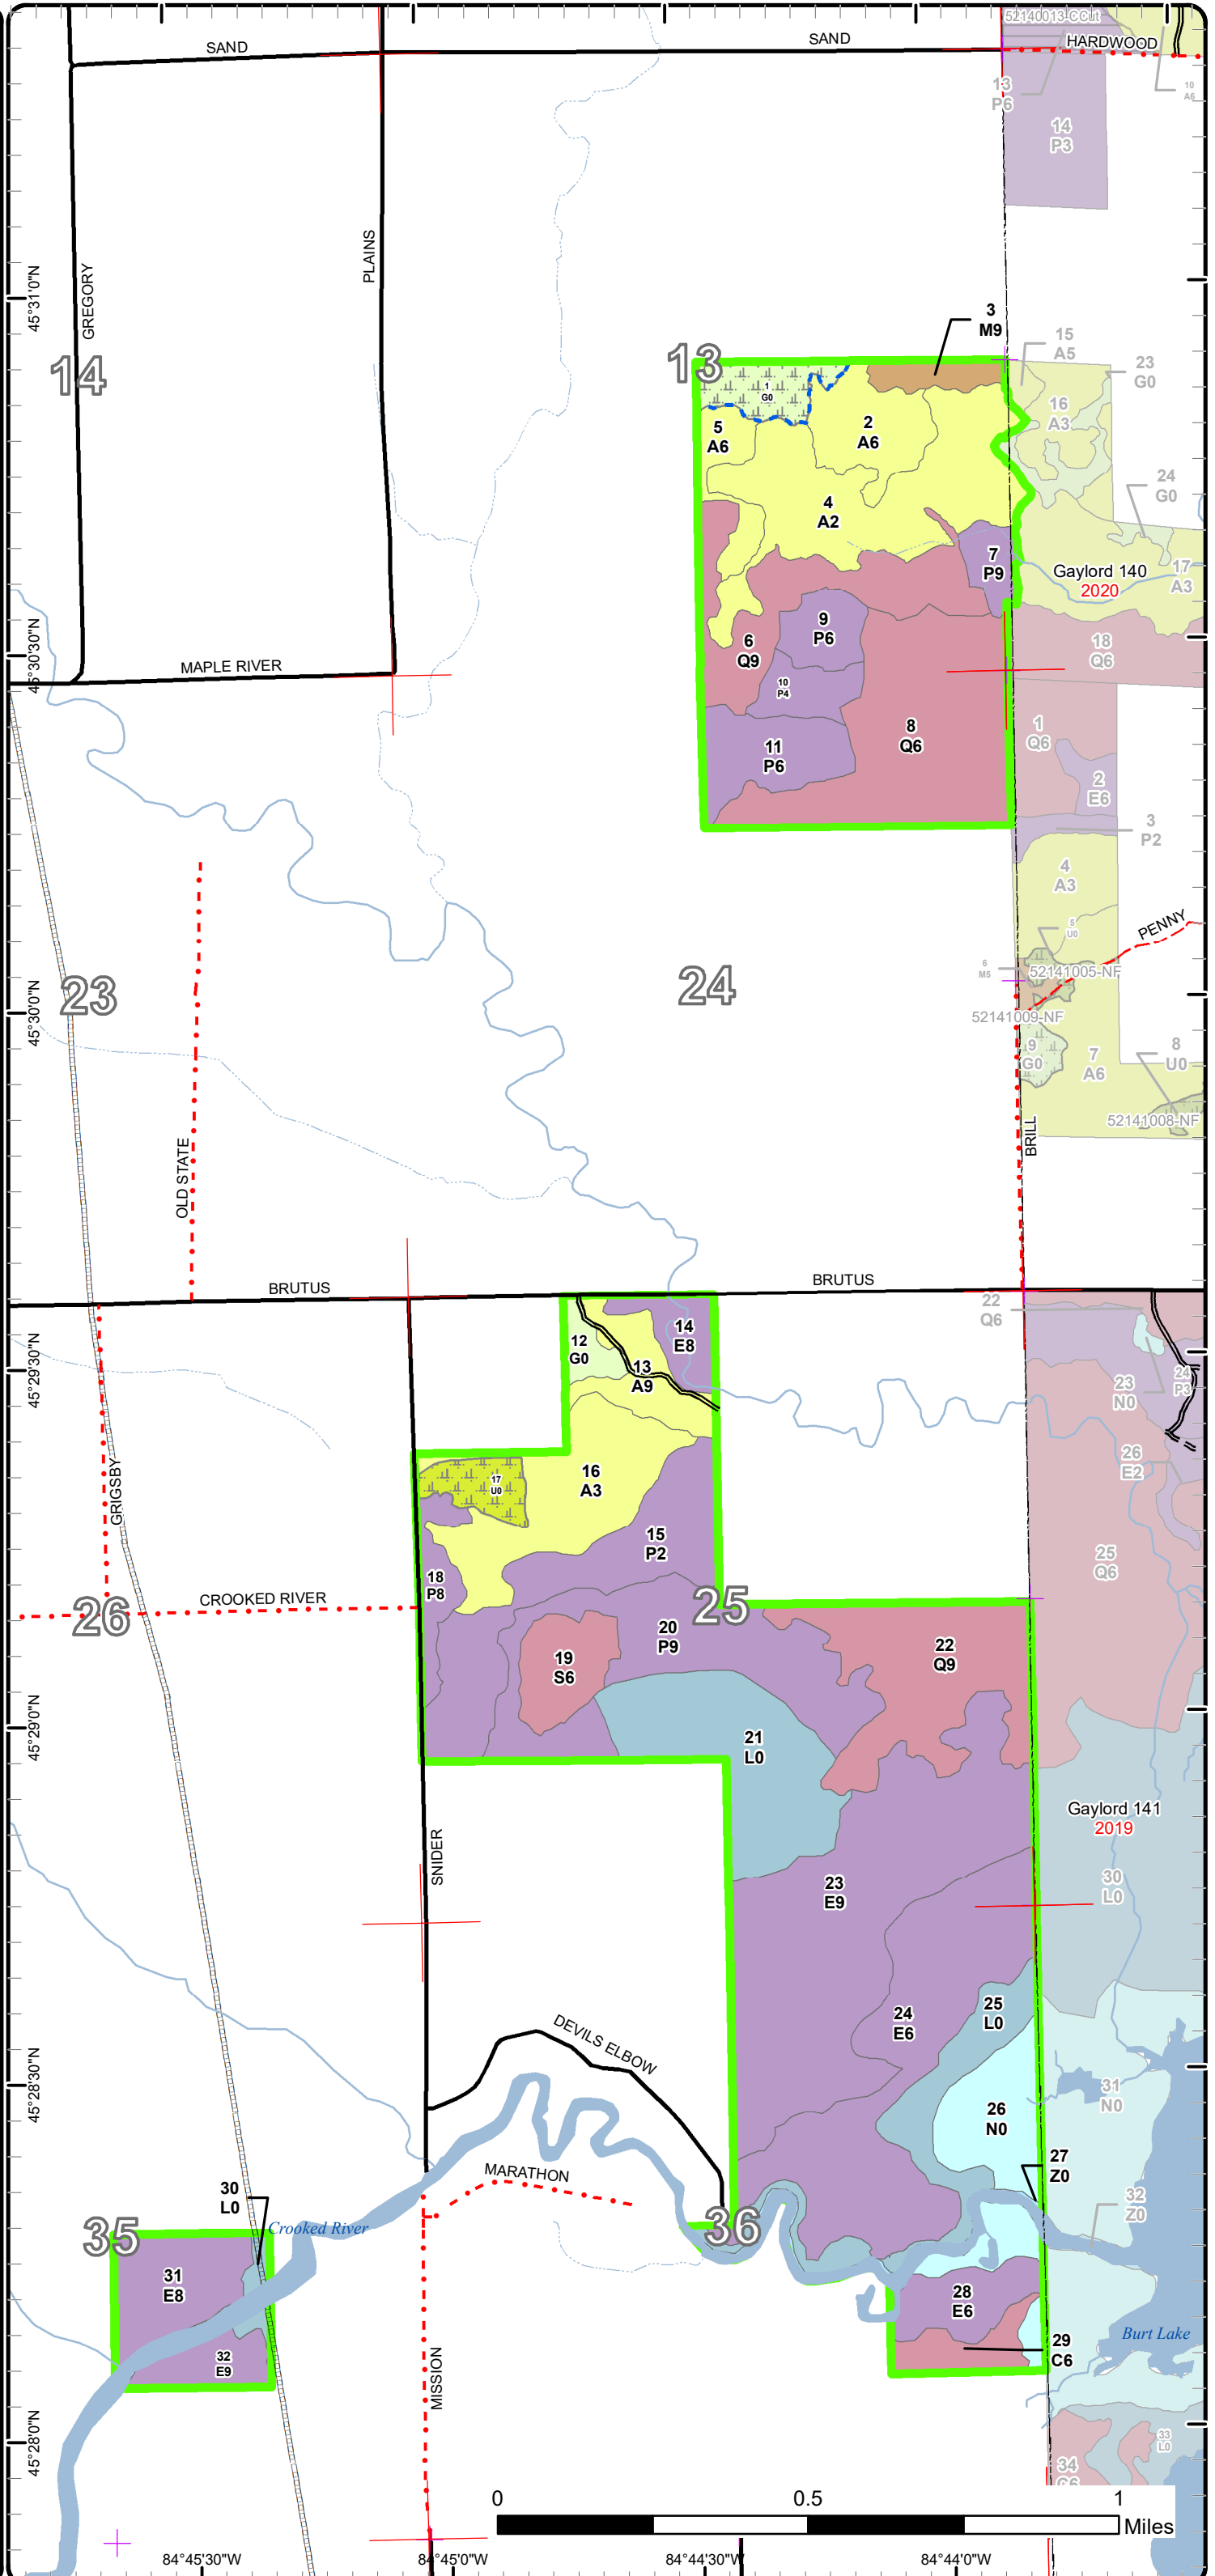 52140013-CCut
SAND
SAND
HARDWOOD
13
P6
10
A6
14
P3
PLAINS
GREGORY
45°31'0"N
14
13
3
M9
15
A5
23
G0
1
G0
16
A3
5
A6
2
A6
24
G0
4
A2
7
P9
Gaylord 140
2020
17
A3
45°30'30"N
MAPLE RIVER
9
P6
6
Q9
18
Q6
10
P4
8
Q6
1
Q6
11
P6
2
E6
3
P2
4
A3
PENNY
5
U0
6
M5
52141005-NF
23
24
45°30'0"N
52141009-NF
9
G0
7
A6
8
U0
52141008-NF
OLD STATE
BRILL
BRUTUS
BRUTUS
22
Q6
14
E8
12
G0
13
A9
45°29'30"N
23
N0
24
P3
26
E2
16
A3
17
U0
GRIGSBY
15
P2
25
Q6
18
P8
26
CROOKED RIVER
25
20
P9
22
Q9
19
S6
45°29'0"N
21
L0
Gaylord 141
2019
SNIDER
23
E9
30
L0
24
E6
25
L0
DEVILS ELBOW
45°28'30"N
31
N0
26
N0
27
Z0
MARATHON
30
L0
32
Z0
35
Crooked River
36
31
E8
28
E6
Burt Lake
29
C6
32
E9
MISSION
45°28'0"N
33
L0
34
C6
0
0.5
1
Miles
84°45'30"W
84°45'0"W
84°44'30"W
84°44'0"W